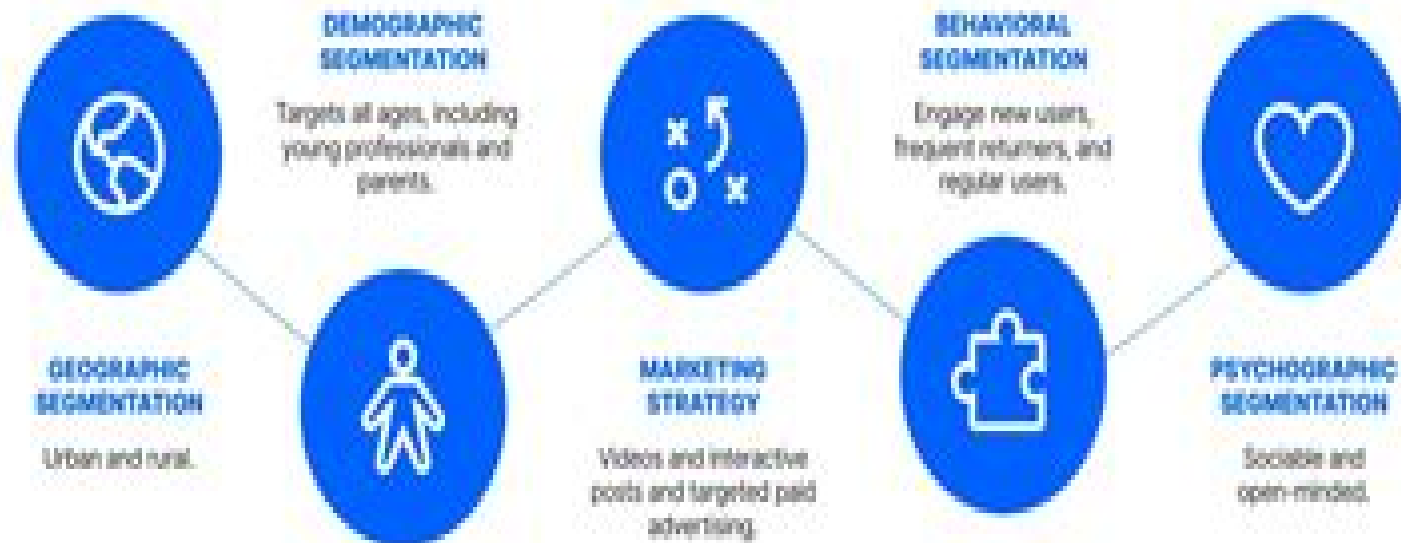 DEMOGRAPHIC
SEGMENTATION
Targets all ages, including
young professionals and
parents.
BEHAVIORAL
SEGMENTATION
Engage new users,
frequent returners, and
regular users.
GEOGRAPHIC
SEGMENTATION
Urban and rural.
MARKETING
STRATEGY
Videos and interactive
posts and targeted paid
advertising.
PSYCHOGRAPHIC
SEGMENTATION
Sociable and
open-minded.